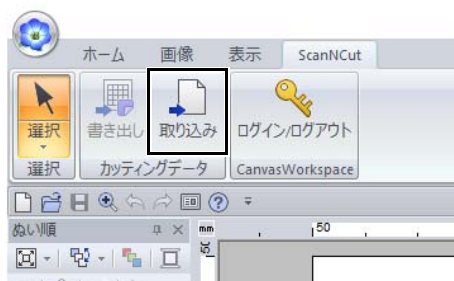 ホーム 画像 表示 ScanNCut
選択 書き出し 取り込み ログイン/ログアウト
選択 カッティングデータ CanvasWorkspace
ぬい順 mm 50
50